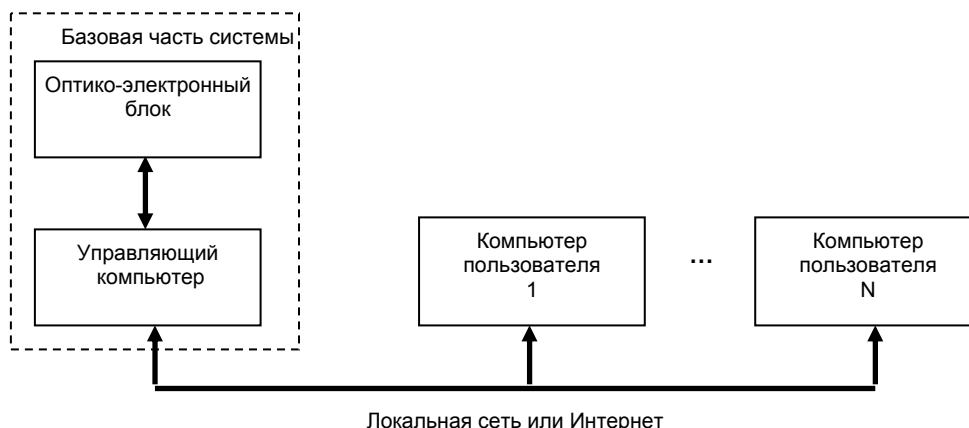 Базовая часть системы
Оптико-электронный
блок
Управляющий
компьютер
Компьютер
пользователя
1
...
Компьютер
пользователя
N
Локальная сеть или Интернет